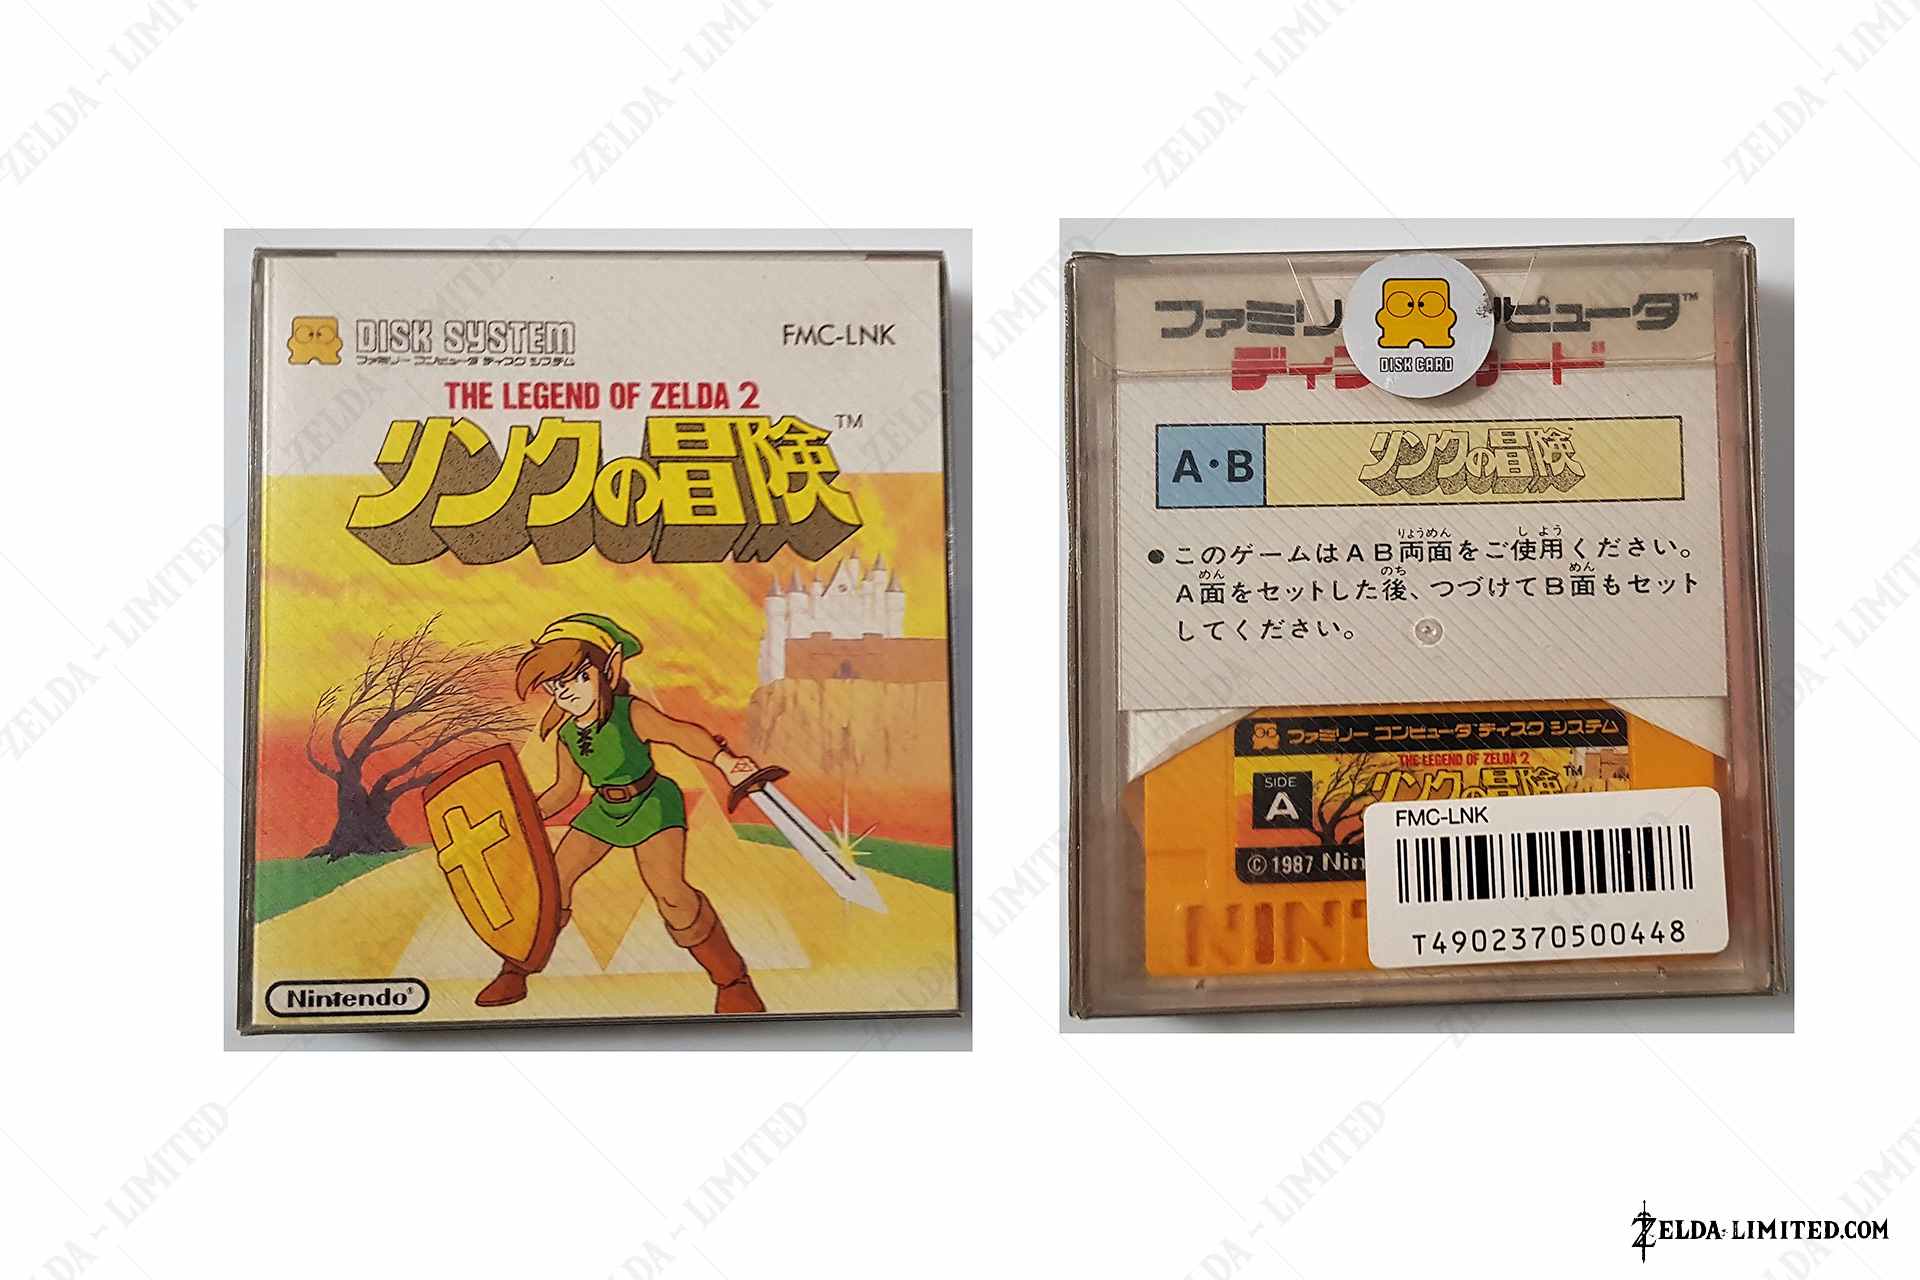 DISK SYSTEM
ファミリー コンピュータ ディスク システム
FMC-LNK
THE LEGEND OF ZELDA 2
リンクの冒険 TM
Nintendo®
ファミリ ピュータ TM
ディ ード
DISK CARD
A・B リンクの冒険
りょうめん しよう
●このゲームはAB両面をご使用ください。
めん のち めん
A面をセットした後、つづけてB面もセット
してください。
ファミリー コンピュータ ディスク システム
THE LEGEND OF ZELDA 2
SIDE
A
リンクの冒険 TM
© 1987 Nin
NINT
FMC-LNK
T4902370500448
ZELDA-LIMITED.COM
ZELDA - LIMITED